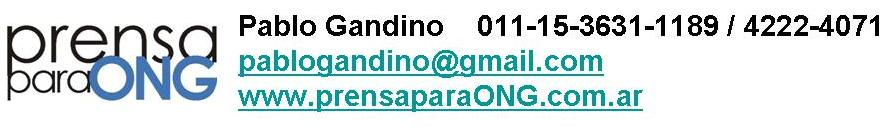 prensa
paraONG
Pablo Gandino 011-15-3631-1189 / 4222-4071
pablogandino@gmail.com
www.prensaparaONG.com.ar